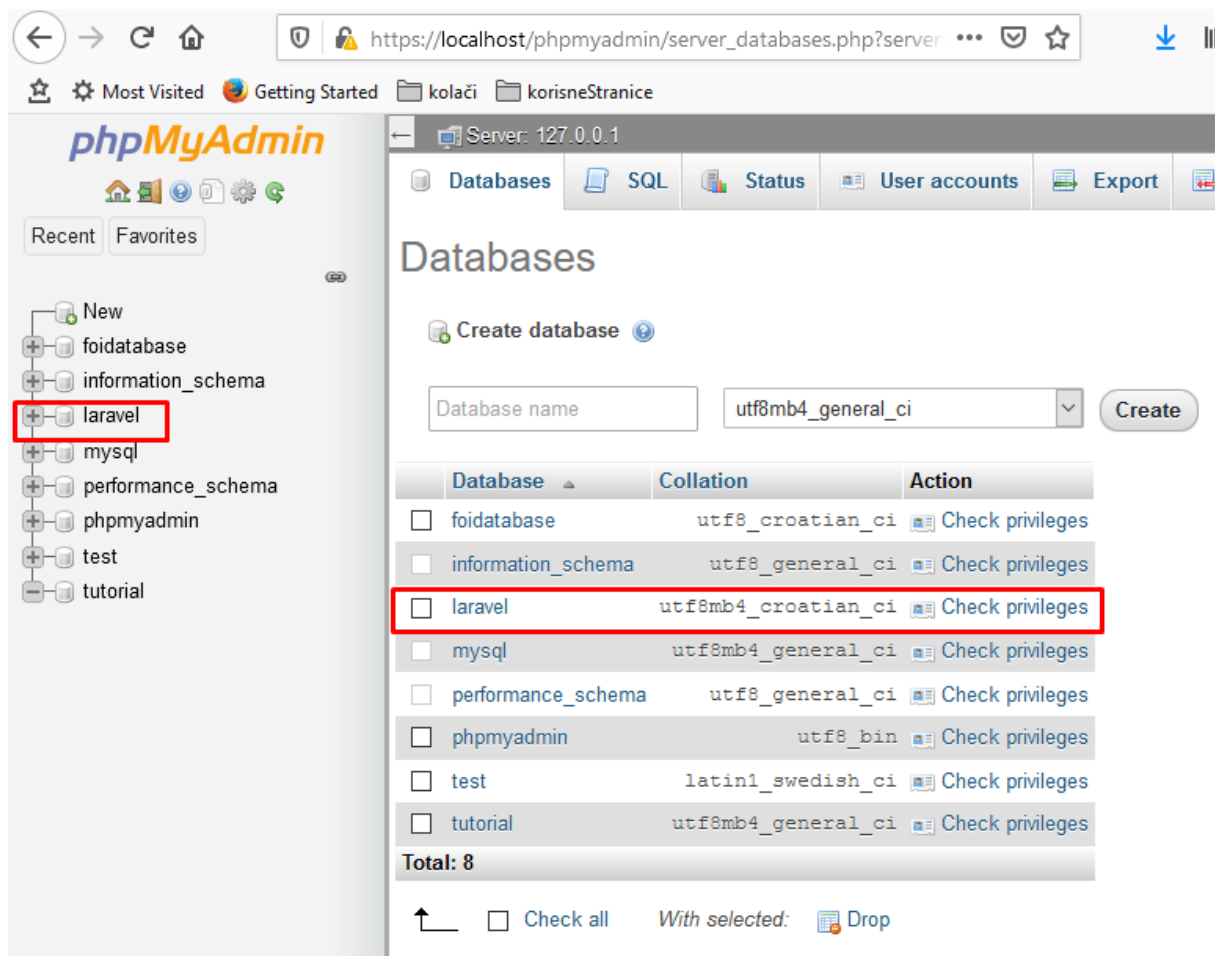 https://localhost/phpmyadmin/server_databases.php?server
Most Visited Getting Started kolači korisneStranice
phpMyAdmin
Recent Favorites
New
foidatabase
information_schema
laravel
mysql
performance_schema
phpmyadmin
test
tutorial
Server: 127.0.0.1
Databases SQL Status User accounts Export
Databases
Create database
Database name utf8mb4_general_ci Create
Database Collation Action
foidatabase utf8_croatian_ci Check privileges
information_schema utf8_general_ci Check privileges
laravel utf8mb4_croatian_ci Check privileges
mysql utf8mb4_general_ci Check privileges
performance_schema utf8_general_ci Check privileges
phpmyadmin utf8_bin Check privileges
test latin1_swedish_ci Check privileges
tutorial utf8mb4_general_ci Check privileges
Total: 8
Check all With selected: Drop